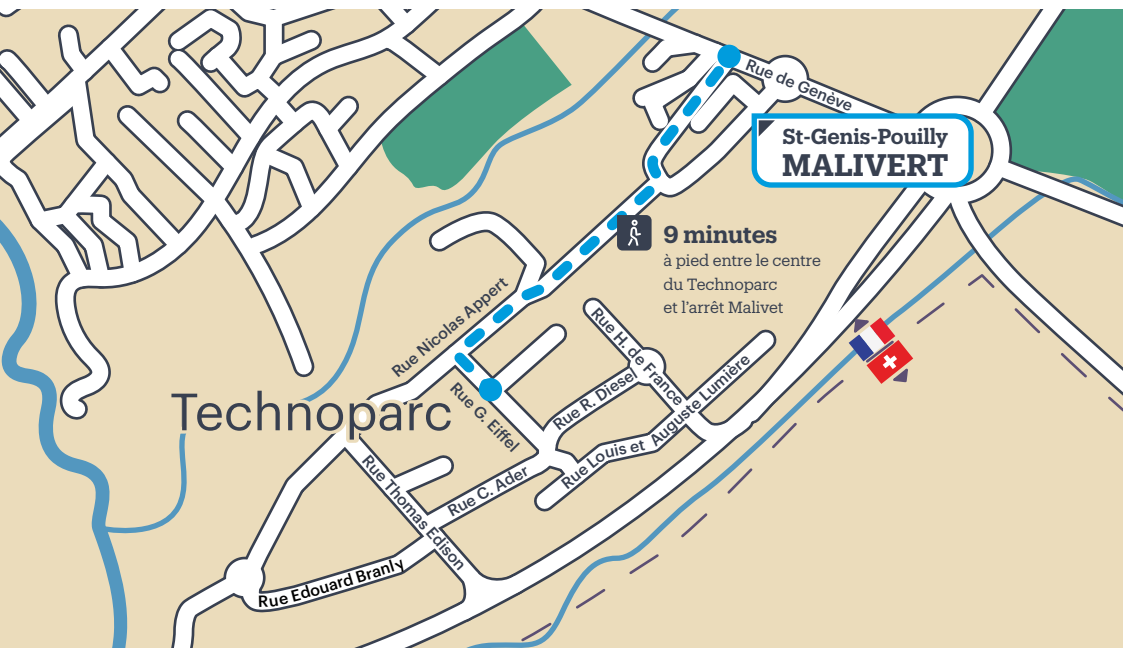 Rue de Genève
St-Genis-Pouilly
MALIVERT
9 minutes
à pied entre le centre
du Technoparc
et l'arrêt Malivet
Rue Nicolas Appert
Rue H. de France
Rue G. Eiffel
Rue R. Diesel
Technoparc
Rue Louis et Auguste Lumière
Rue C. Ader
Rue Thomas Edison
Rue Edouard Branly